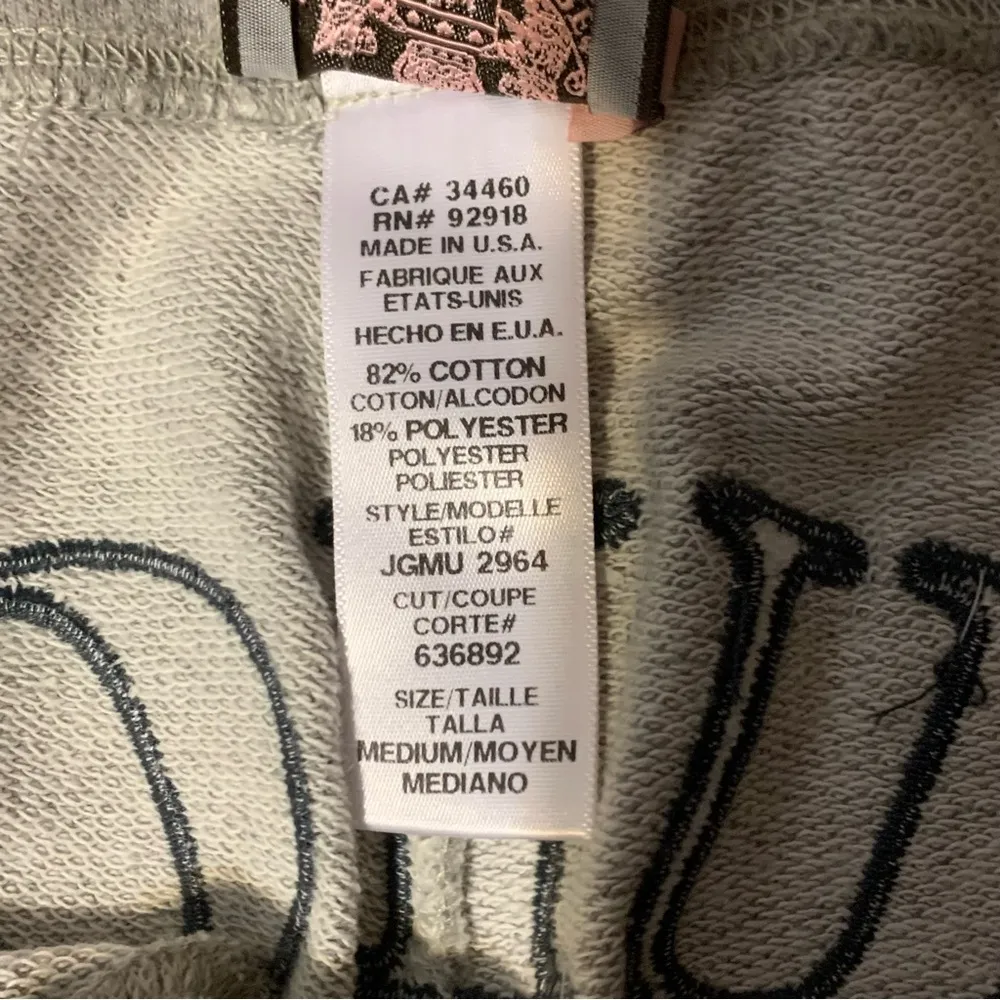 CA# 34460
RN# 92918
MADE IN U.S.A.
FABRIQUE AUX
ETATS-UNIS
HECHO EN E.U.A.
82% COTTON
COTON/ALCODON
18% POLYESTER
POLYESTER
POLIESTER
STYLE/MODELLE
ESTILO#
JGMU 2964
CUT/COUPE
CORTE#
636892
SIZE/TAILLE
TALLA
MEDIUM/MOYEN
MEDIANO